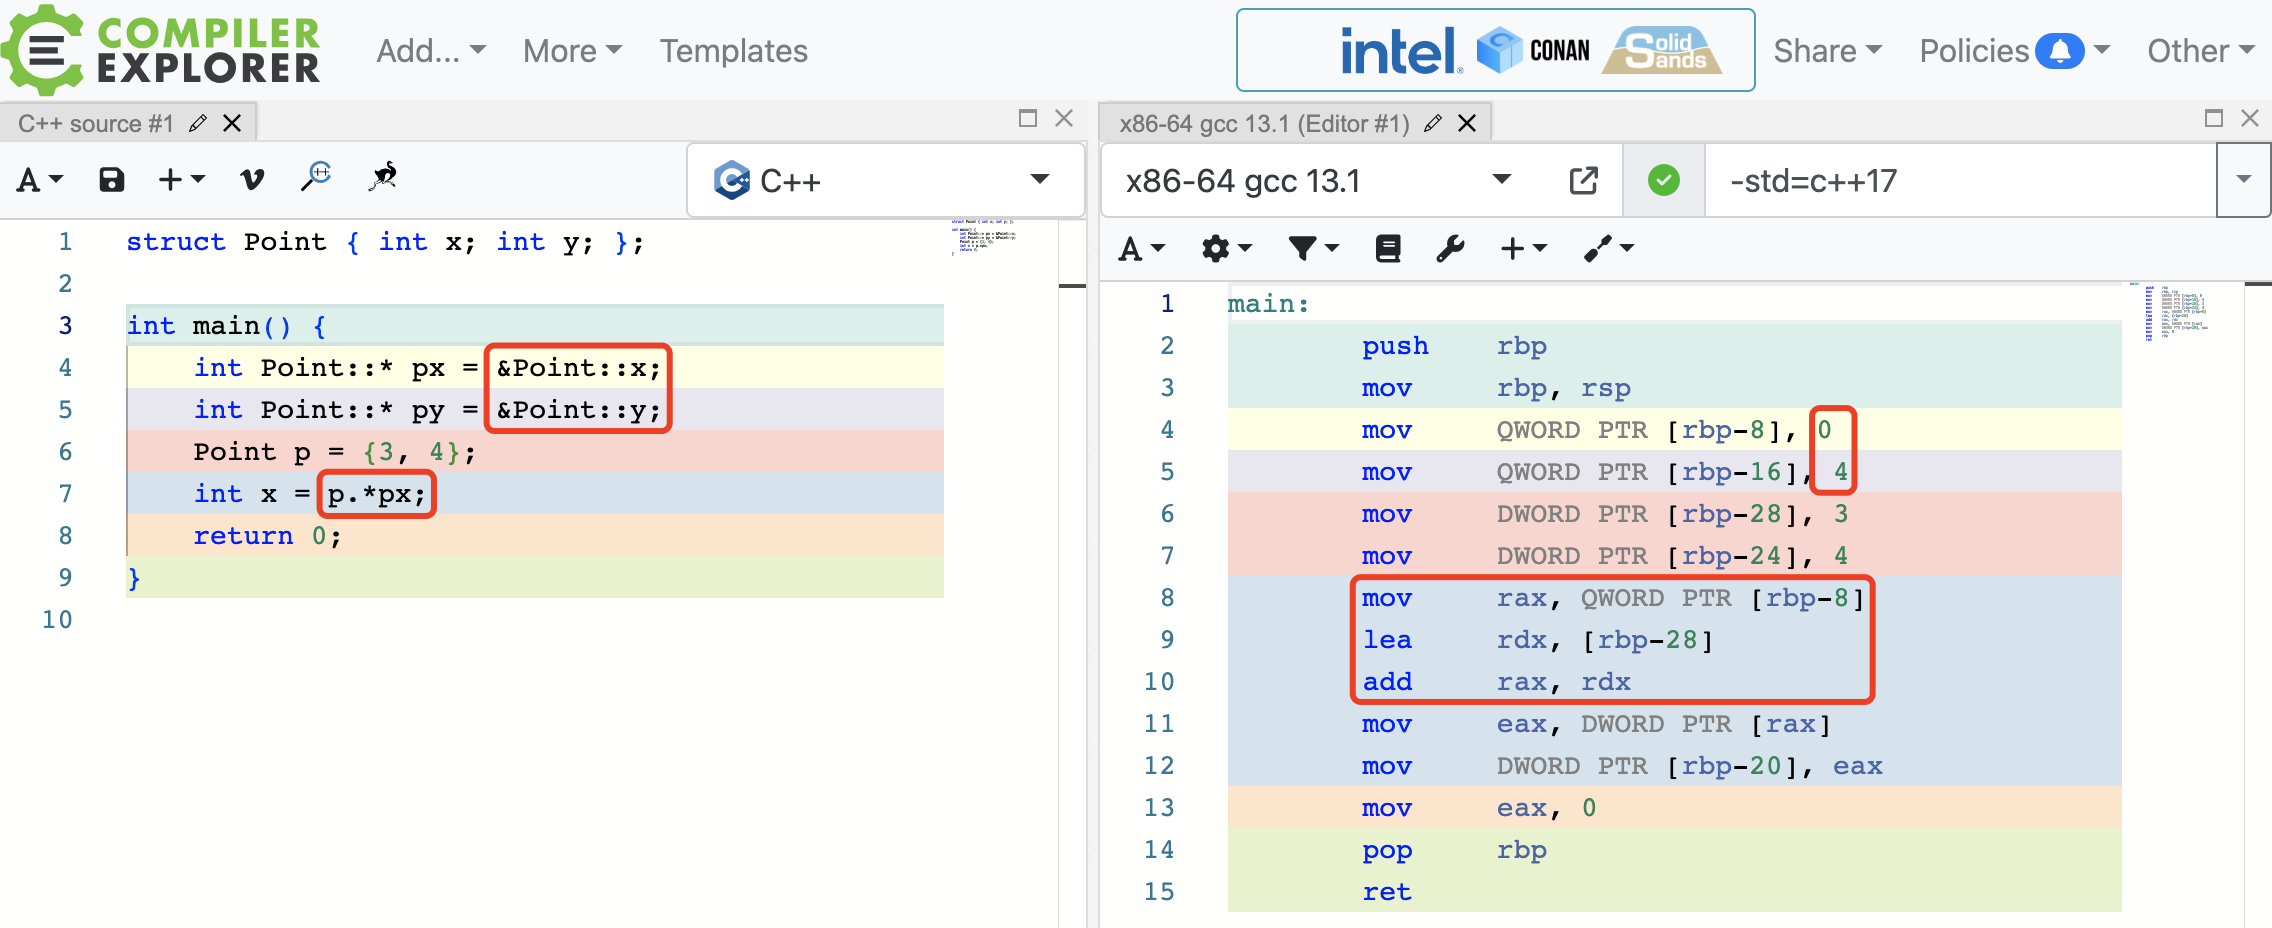 COMPILER EXPLORER
Add... More Templates
intel. CONAN Solid Sands
Share Policies Other
C++ source #1
x86-64 gcc 13.1 (Editor #1)
A
C++
x86-64 gcc 13.1
-std=c++17
A
1 struct Point { int x; int y; };
2
3 int main() {
4 int Point::* px = &Point::x;
5 int Point::* py = &Point::y;
6 Point p = {3, 4};
7 int x = p.*px;
8 return 0;
9 }
10
1 main:
2 push rbp
3 mov rbp, rsp
4 mov QWORD PTR [rbp-8], 0
5 mov QWORD PTR [rbp-16], 4
6 mov DWORD PTR [rbp-28], 3
7 mov DWORD PTR [rbp-24], 4
8 mov rax, QWORD PTR [rbp-8]
9 lea rdx, [rbp-28]
10 add rax, rdx
11 mov eax, DWORD PTR [rax]
12 mov DWORD PTR [rbp-20], eax
13 mov eax, 0
14 pop rbp
15 ret